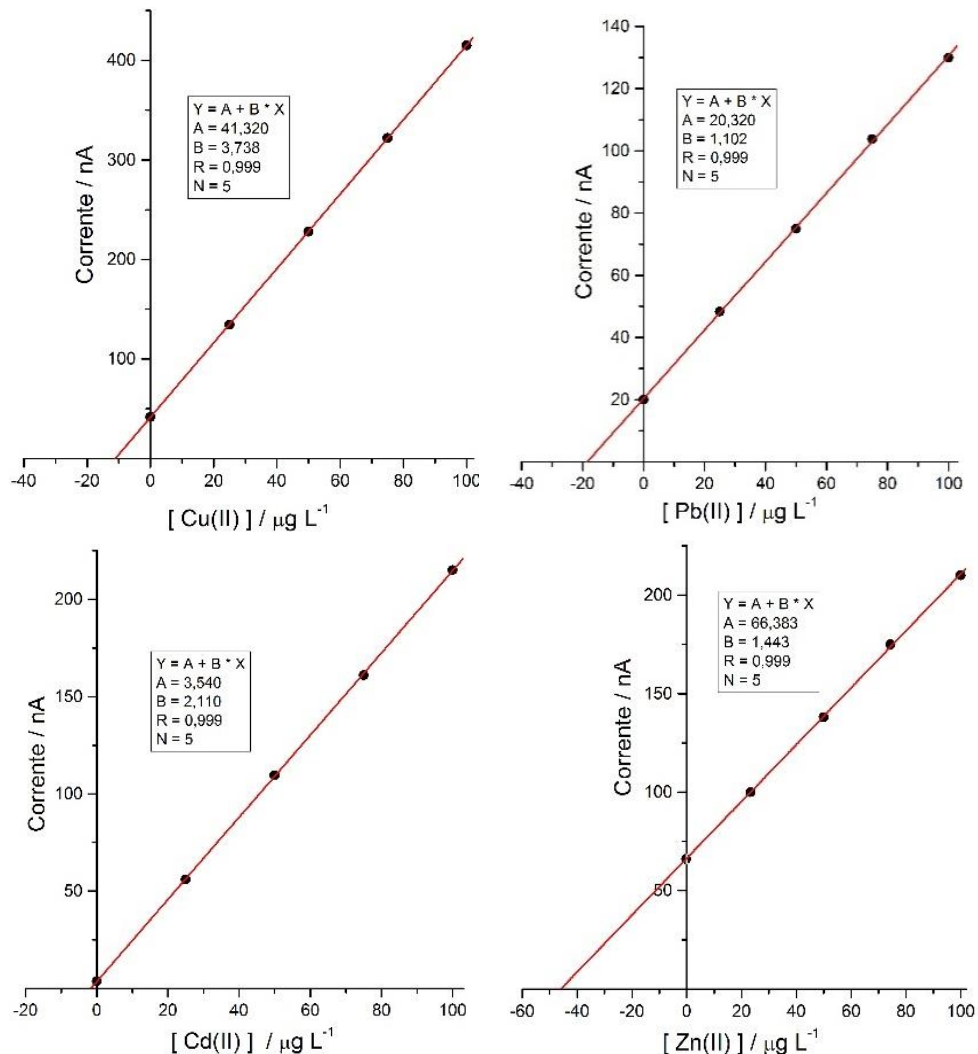 Corrente / nA
400
300
200
100
Y = A + B * X
A = 41,320
B = 3,738
R = 0,999
N = 5
-40 -20 0 20 40 60 80 100
[ Cu(II) ] / μg L⁻¹
Corrente / nA
140
120
100
80
60
40
20
Y = A + B * X
A = 20,320
B = 1,102
R = 0,999
N = 5
-40 -20 0 20 40 60 80 100
[ Pb(II) ] / μg L⁻¹
Corrente / nA
200
150
100
50
Y = A + B * X
A = 3,540
B = 2,110
R = 0,999
N = 5
-20 0 20 40 60 80 100
[ Cd(II) ] / μg L⁻¹
Corrente / nA
200
150
100
50
Y = A + B * X
A = 66,383
B = 1,443
R = 0,999
N = 5
-60 -40 -20 0 20 40 60 80 100
[ Zn(II) ] / μg L⁻¹